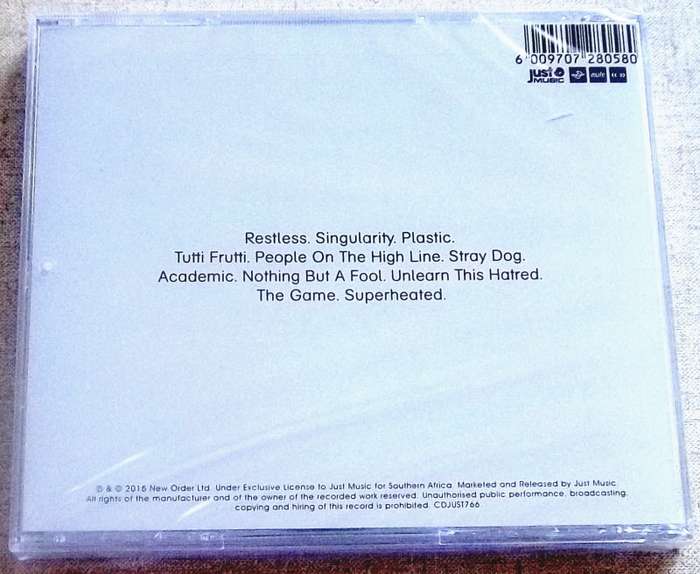 6 009707 280580
just MUSIC mute
Restless. Singularity. Plastic.
Tutti Frutti. People On The High Line. Stray Dog.
Academic. Nothing But A Fool. Unlearn This Hatred.
The Game. Superheated.
℗ & © 2016 New Order Ltd. Under Exclusive License to Just Music for Southern Africa. Marketed and Released by Just Music.
All rights of the manufacturer and of the owner of the recorded work reserved. Unauthorised public performance, broadcasting,
copying and hiring of this record is prohibited. CDJUS1766